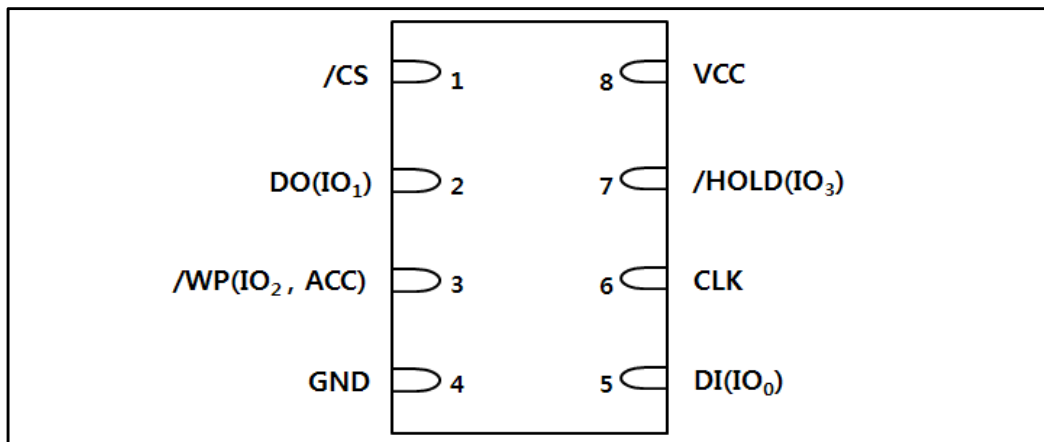 /CS 1 8 VCC
DO(IO₁) 2 7 /HOLD(IO₃)
/WP(IO₂ , ACC) 3 6 CLK
GND 4 5 DI(IO₀)